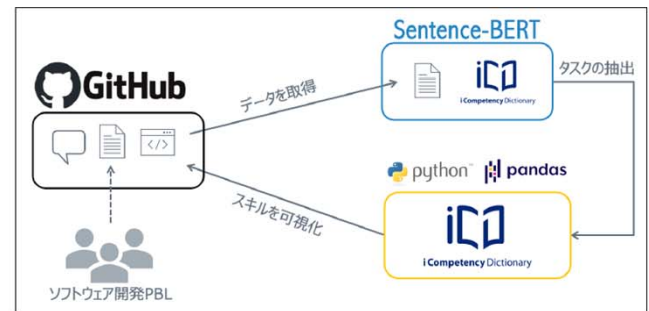 Sentence-BERT
GitHub
データを取得
iCD
i Competency Dictionary
タスクの抽出
</>
python™
pandas
スキルを可視化
iCD
i Competency Dictionary
ソフトウェア開発PBL